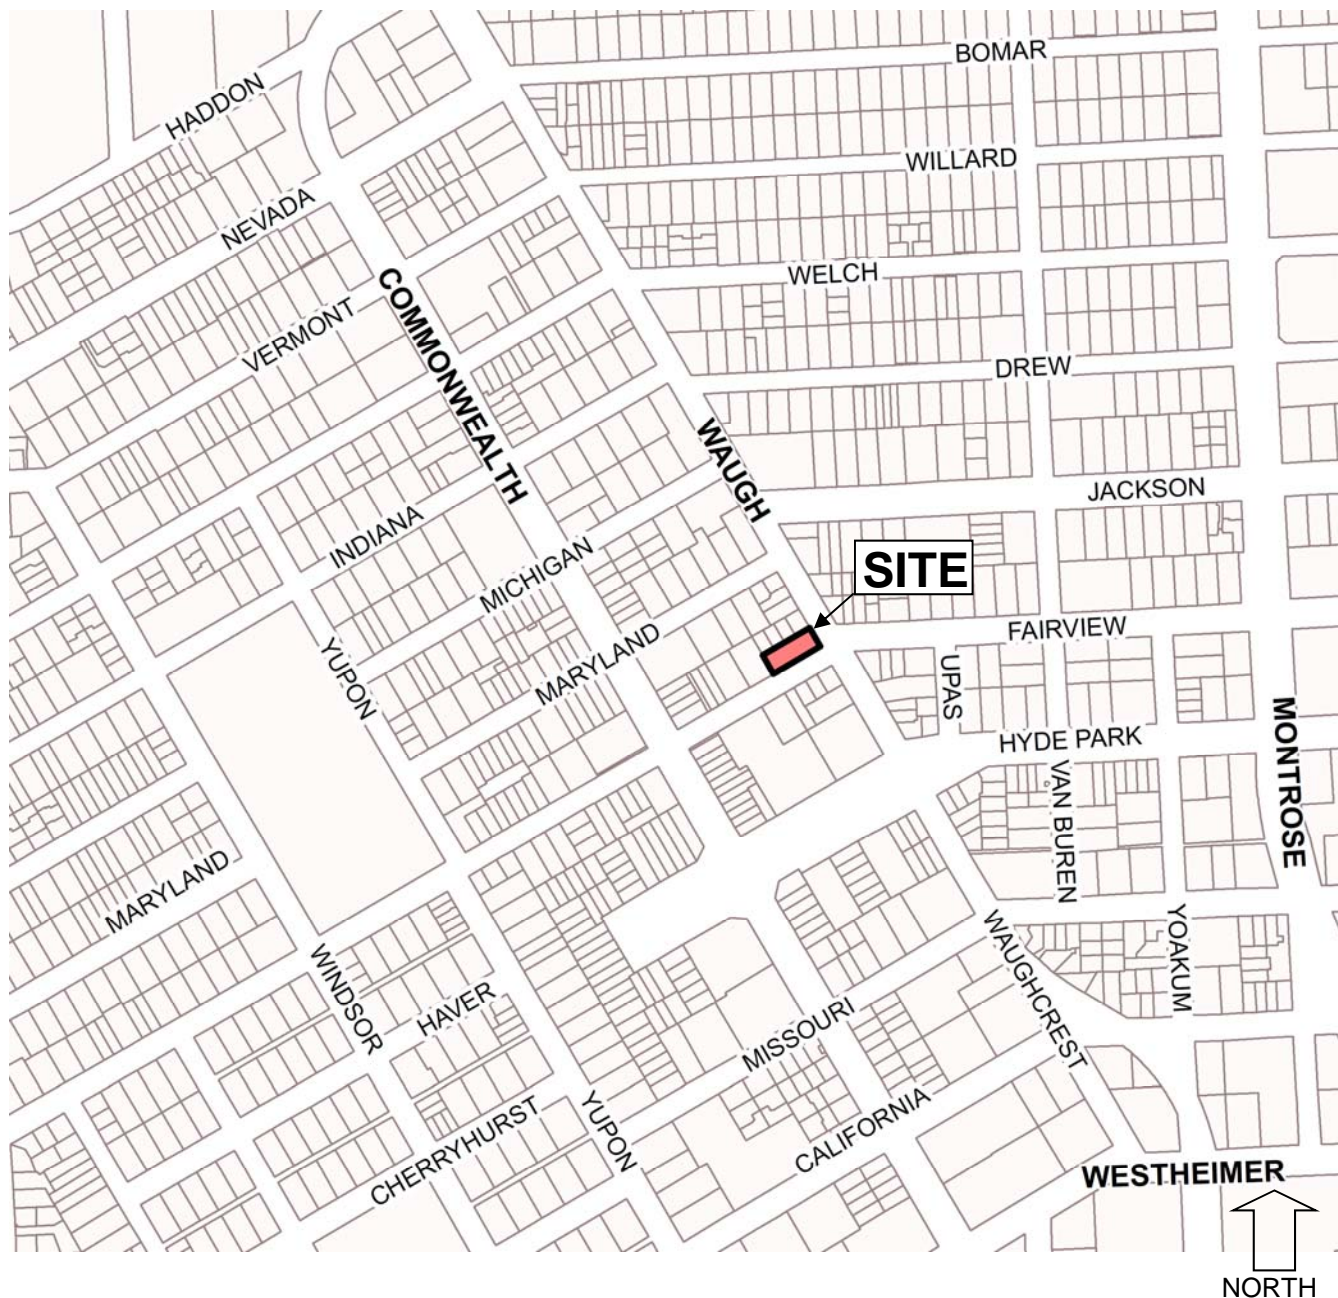 BOMAR
HADDON
WILLARD
NEVADA
WELCH
COMMONWEALTH
VERMONT
DREW
WAUGH
JACKSON
INDIANA
MICHIGAN
SITE
FAIRVIEW
YUPON
MARYLAND
UPAS
MONTROSE
HYDE PARK
VAN BUREN
MARYLAND
YOAKUM
WAUGHCREST
WINDSOR
HAVER
MISSOURI
YUPON
CALIFORNIA
CHERRYHURST
WESTHEIMER
NORTH